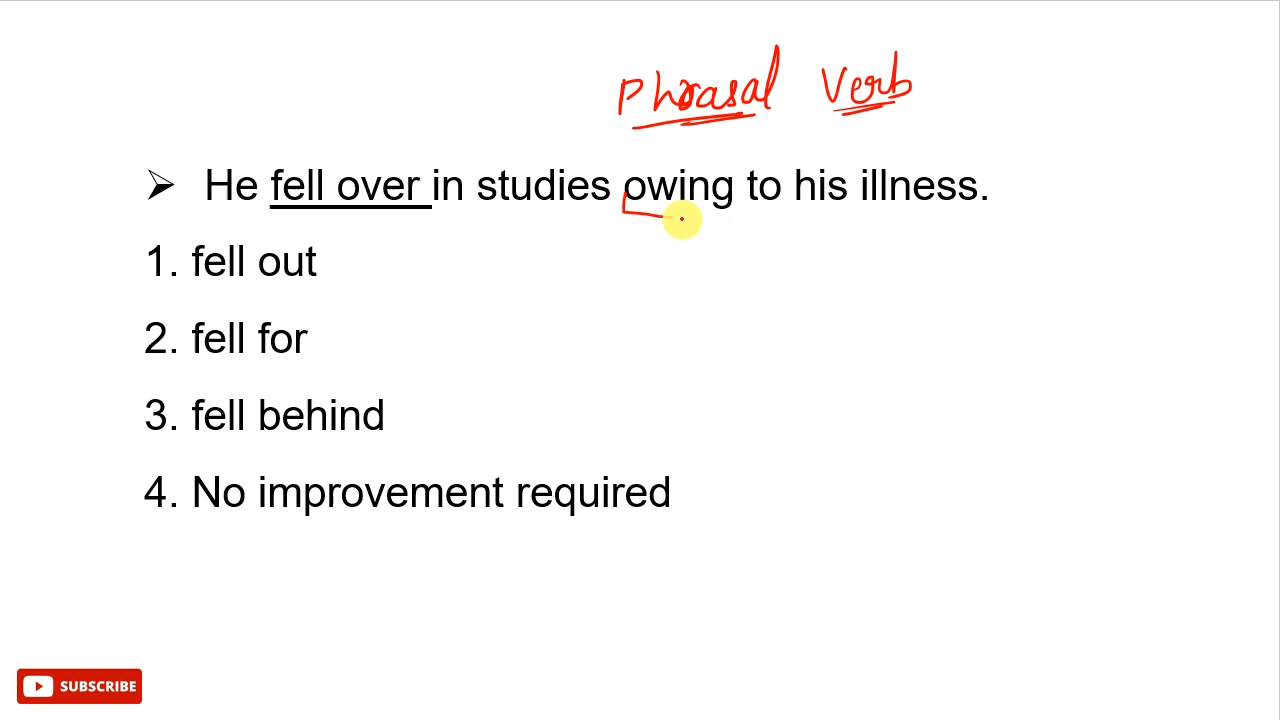 Phrasal Verb
➢ He fell over in studies owing to his illness.
1. fell out
2. fell for
3. fell behind
4. No improvement required
SUBSCRIBE